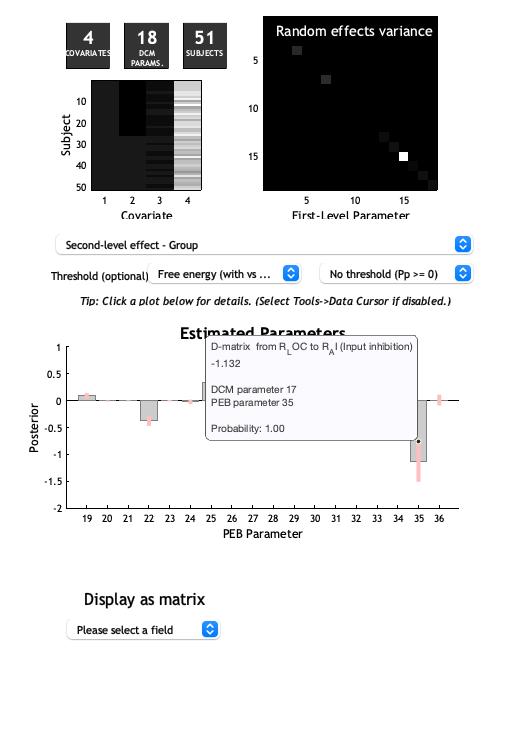 4
COVARIATES
18
DCM
PARAMS.
51
SUBJECTS
Random effects variance
5
10
15
5
10
15
First-Level Parameter
10
20
30
40
50
Subject
1 2 3 4
Covariate
Second-level effect - Group
Threshold (optional)
Free energy (with vs ...
No threshold (Pp >= 0)
Tip: Click a plot below for details. (Select Tools->Data Cursor if disabled.)
Estimated Parameters
D-matrix from R_LOC to R_AI (Input inhibition)
-1.132
DCM parameter 17
PEB parameter 35
Probability: 1.00
1
0.5
0
-0.5
-1
-1.5
-2
Posterior
19 20 21 22 23 24 25 26 27 28 29 30 31 32 33 34 35 36
PEB Parameter
Display as matrix
Please select a field